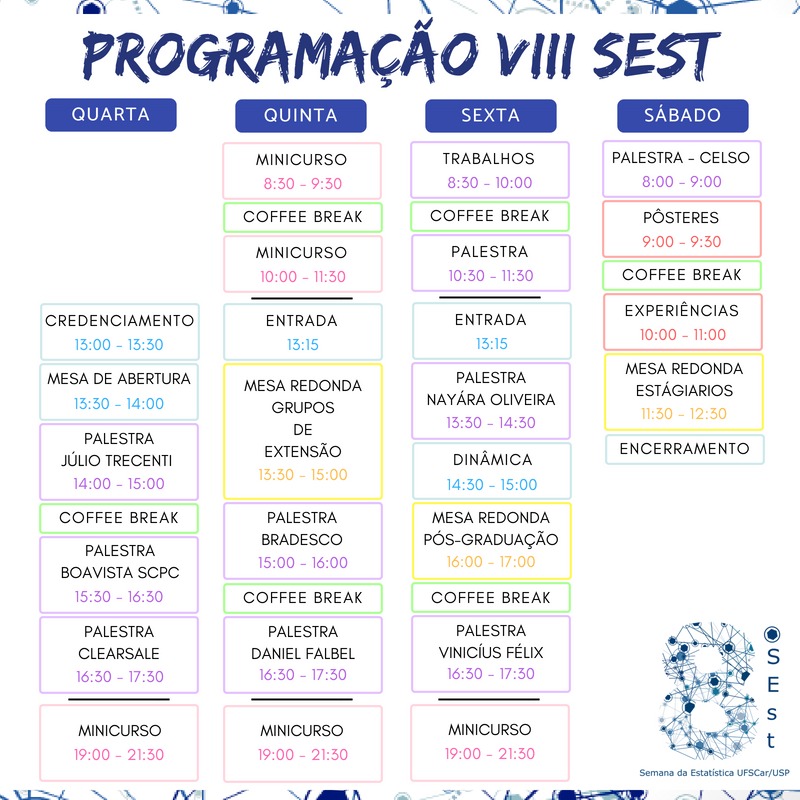 PROGRAMAÇÃO VIII SEST
QUARTA
CREDENCIAMENTO
13:00 - 13:30
MESA DE ABERTURA
13:30 - 14:00
PALESTRA
JÚLIO TRECENTI
14:00 - 15:00
COFFEE BREAK
PALESTRA
BOAVISTA SCPC
15:30 - 16:30
PALESTRA
CLEARSALE
16:30 - 17:30
MINICURSO
19:00 - 21:30
QUINTA
MINICURSO
8:30 - 9:30
COFFEE BREAK
MINICURSO
10:00 - 11:30
ENTRADA
13:15
MESA REDONDA
GRUPOS
DE
EXTENSÃO
13:30 - 15:00
PALESTRA
BRADESCO
15:00 - 16:00
COFFEE BREAK
PALESTRA
DANIEL FALBEL
16:30 - 17:30
MINICURSO
19:00 - 21:30
SEXTA
TRABALHOS
8:30 - 10:00
COFFEE BREAK
PALESTRA
10:30 - 11:30
ENTRADA
13:15
PALESTRA
NAYÁRA OLIVEIRA
13:30 - 14:30
DINÂMICA
14:30 - 15:00
MESA REDONDA
PÓS-GRADUAÇÃO
16:00 - 17:00
COFFEE BREAK
PALESTRA
VINICÍUS FÉLIX
16:30 - 17:30
MINICURSO
19:00 - 21:30
SÁBADO
PALESTRA - CELSO
8:00 - 9:00
PÔSTERES
9:00 - 9:30
COFFEE BREAK
EXPERIÊNCIAS
10:00 - 11:00
MESA REDONDA
ESTÁGIARIOS
11:30 - 12:30
ENCERRAMENTO
8º
SEst
Semana da Estatística UFSCar/USP